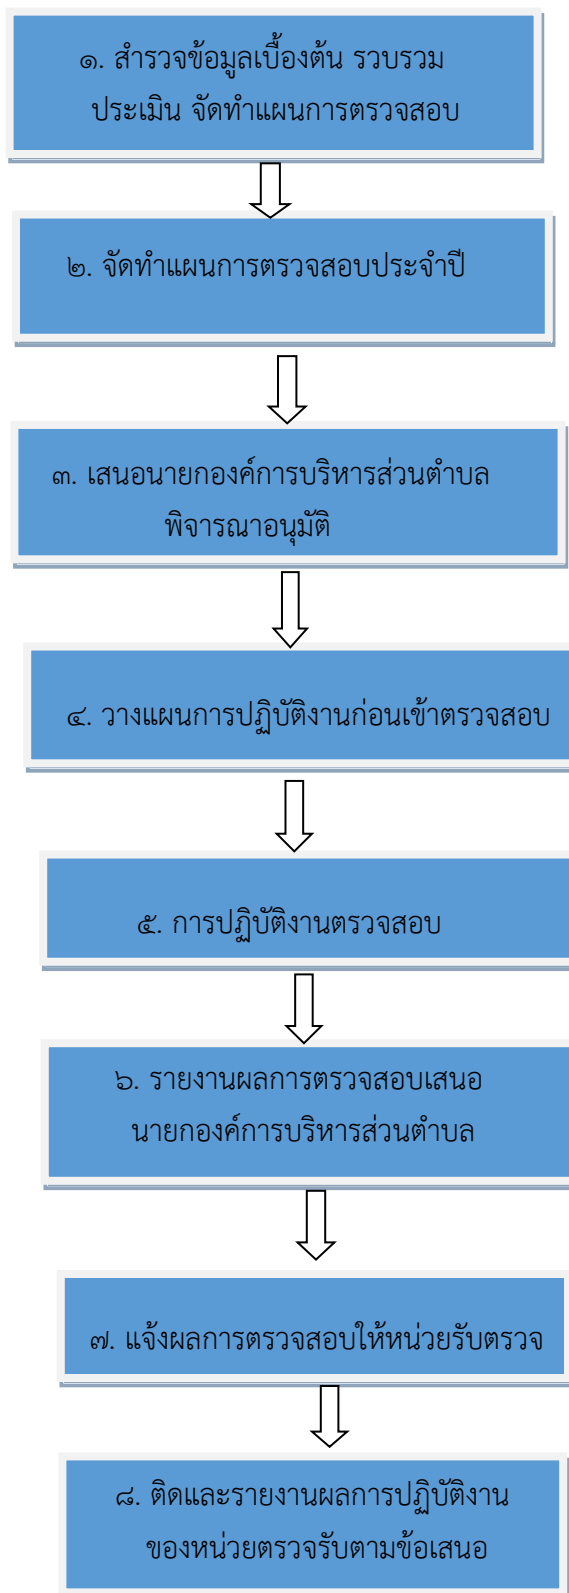 ๑. สำรวจข้อมูลเบื้องต้น รวบรวม
ประเมิน จัดทำแผนการตรวจสอบ
๒. จัดทำแผนการตรวจสอบประจำปี
๓. เสนอนายกองค์การบริหารส่วนตำบล
พิจารณาอนุมัติ
๔. วางแผนการปฏิบัติงานก่อนเข้าตรวจสอบ
๕. การปฏิบัติงานตรวจสอบ
๖. รายงานผลการตรวจสอบเสนอ
นายกองค์การบริหารส่วนตำบล
๗. แจ้งผลการตรวจสอบให้หน่วยรับตรวจ
๘. ติดและรายงานผลการปฏิบัติงาน
ของหน่วยตรวจรับตามข้อเสนอ